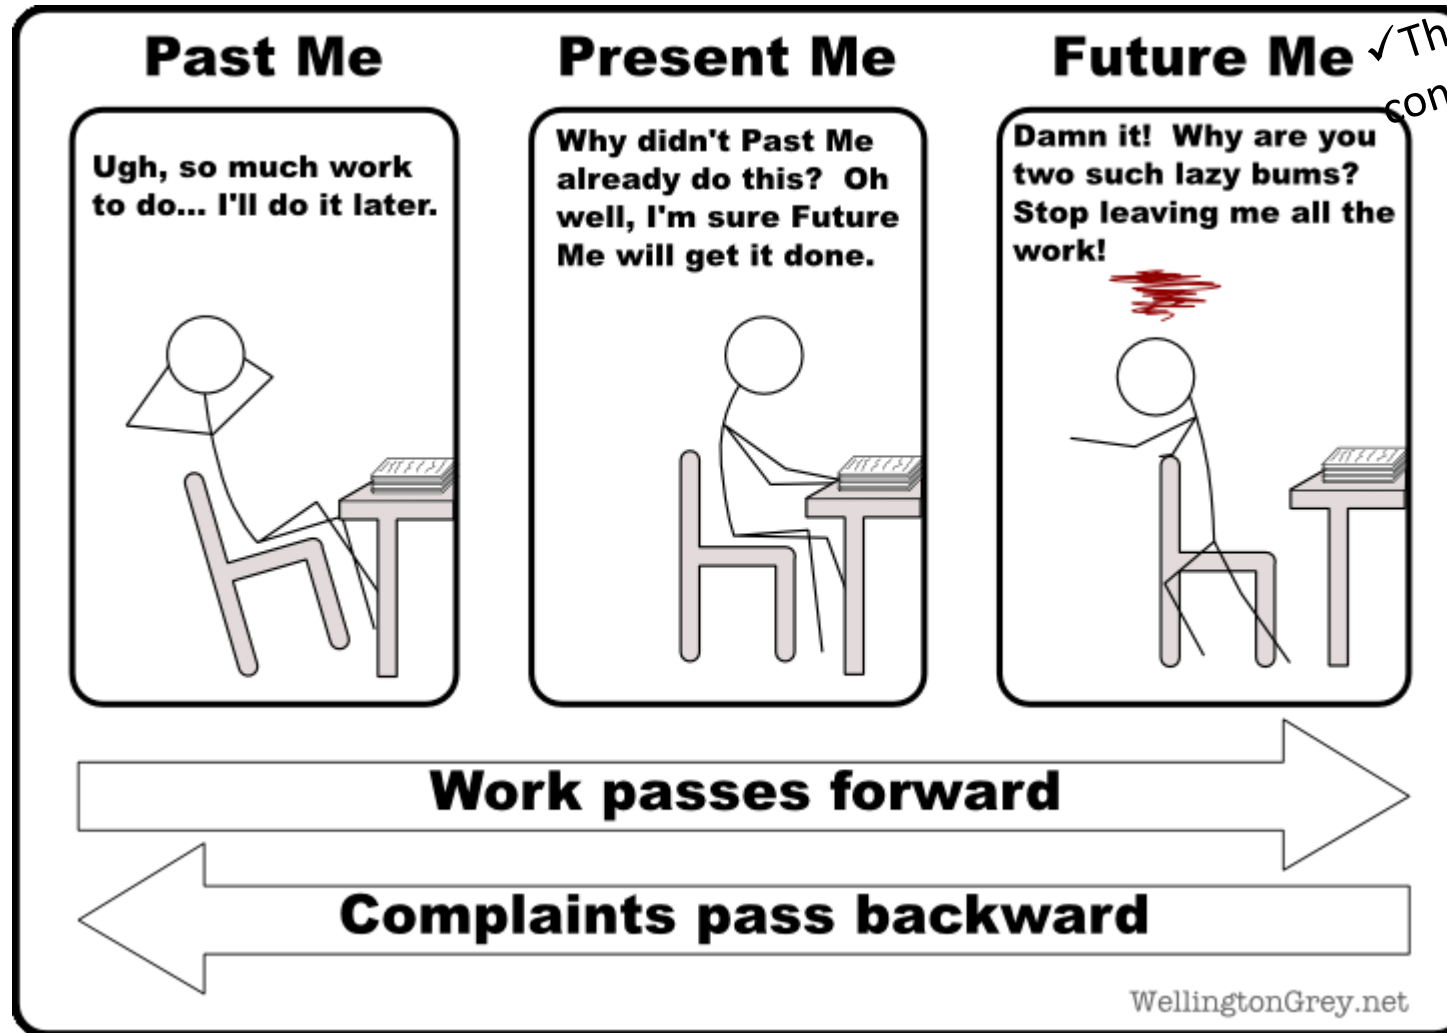 Past Me
Present Me
Future Me
Ugh, so much work
to do... I'll do it later.
Why didn't Past Me
already do this? Oh
well, I'm sure Future
Me will get it done.
Damn it! Why are you
two such lazy bums?
Stop leaving me all the
work!
Work passes forward
Complaints pass backward
WellingtonGrey.net